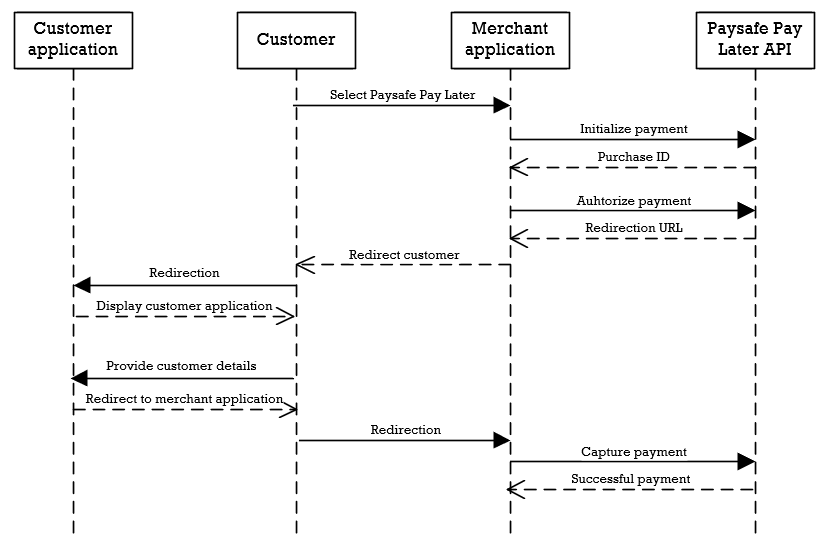 Customer
application
Customer
Merchant
application
Paysafe Pay
Later API
Select Paysafe Pay Later
Initialize payment
Purchase ID
Auhtorize payment
Redirection URL
Redirect customer
Redirection
Display customer application
Provide customer details
Redirect to merchant application
Redirection
Capture payment
Successful payment